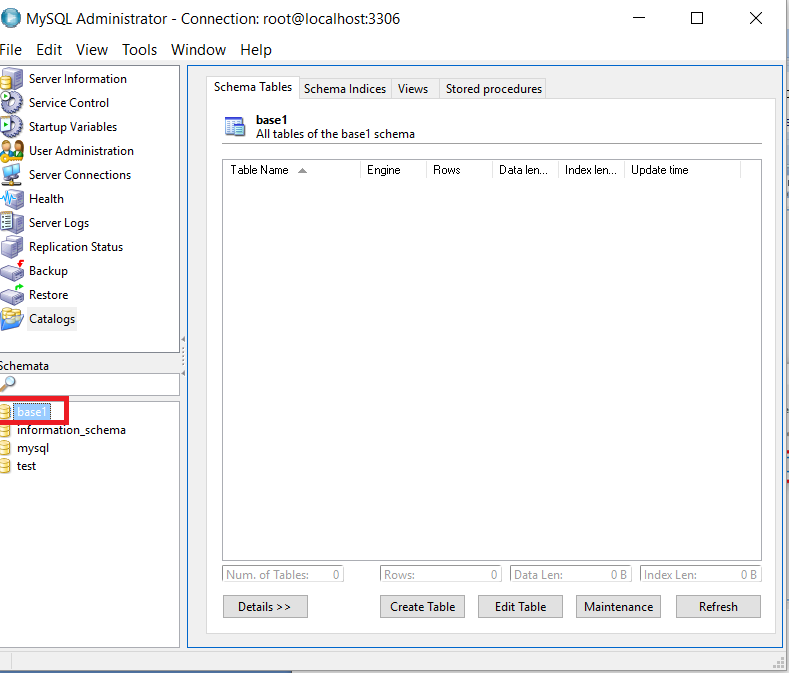 MySQL Administrator - Connection: root@localhost:3306
File Edit View Tools Window Help
Server Information
Service Control
Startup Variables
User Administration
Server Connections
Health
Server Logs
Replication Status
Backup
Restore
Catalogs
Schemata
base1
information_schema
mysql
test
Schema Tables Schema Indices Views Stored procedures
base1
All tables of the base1 schema
Table Name Engine Rows Data len... Index len... Update time
Num. of Tables: 0 Rows: 0 Data Len: 0 B Index Len: 0 B
Details >> Create Table Edit Table Maintenance Refresh